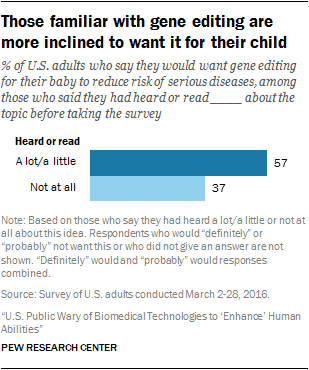 Those familiar with gene editing are
more inclined to want it for their child
% of U.S. adults who say they would want gene editing
for their baby to reduce risk of serious diseases, among
those who said they had heard or read ____ about the
topic before taking the survey
Heard or read
A lot/a little 57
Not at all 37
Note: Based on those who say they had heard a lot/a little or not at
all about this idea. Respondents who would “definitely” or
“probably” not want this or who did not give an answer are not
shown. “Definitely” would and “probably” would responses
combined.
Source: Survey of U.S. adults conducted March 2-28, 2016.
“U.S. Public Wary of Biomedical Technologies to ‘Enhance’ Human
Abilities”
PEW RESEARCH CENTER